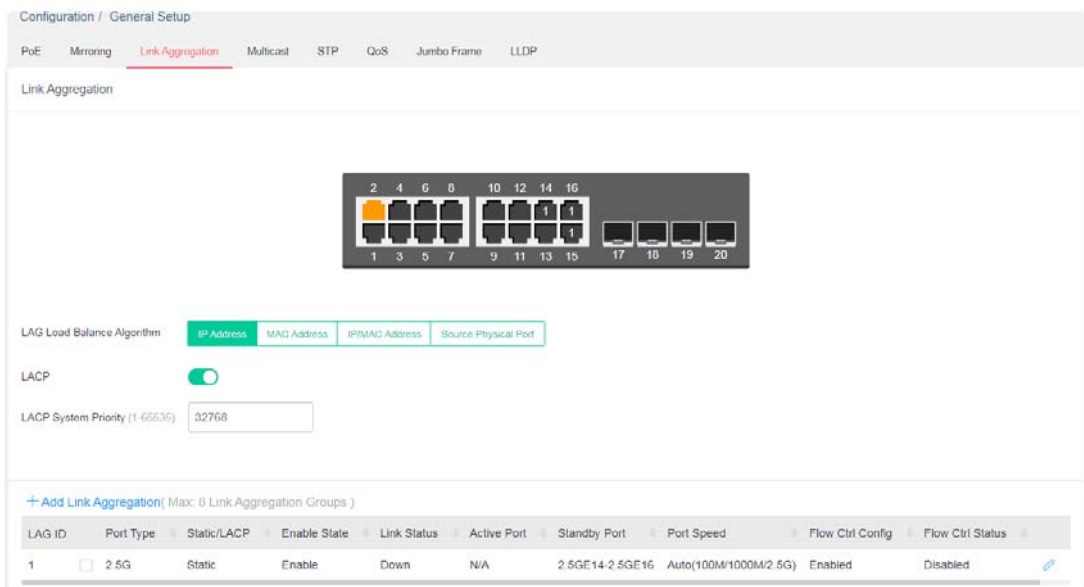 Configuration / General Setup
PoE Mirroring Link Aggregation Multicast STP QoS Jumbo Frame LLDP
Link Aggregation
2 4 6 8 10 12 14 16
1 1
1
1 3 5 7 9 11 13 15 17 18 19 20
LAG Load Balance Algorithm IP Address MAC Address IP/MAC Address Source Physical Port
LACP
LACP System Priority (1-65535) 32768
+Add Link Aggregation( Max: 8 Link Aggregation Groups )
LAG ID Port Type Static/LACP Enable State Link Status Active Port Standby Port Port Speed Flow Ctrl Config Flow Ctrl Status
1 2.5G Static Enable Down N/A 2.5GE14-2.5GE16 Auto(100M/1000M/2.5G) Enabled Disabled